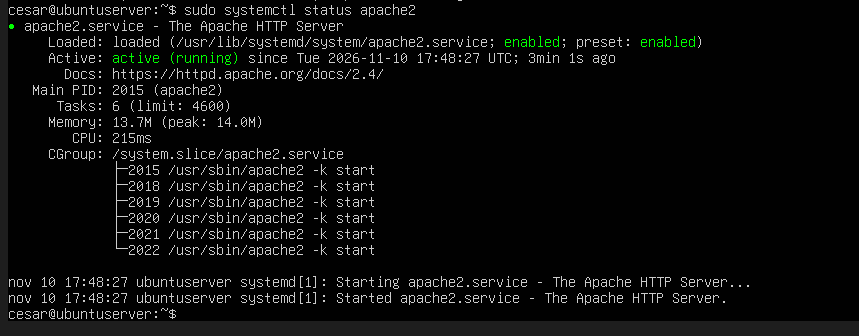 cesar@ubuntuserver:~$ sudo systemctl status apache2
● apache2.service - The Apache HTTP Server
     Loaded: loaded (/usr/lib/systemd/system/apache2.service; enabled; preset: enabled)
     Active: active (running) since Tue 2026-11-10 17:48:27 UTC; 3min 1s ago
       Docs: https://httpd.apache.org/docs/2.4/
   Main PID: 2015 (apache2)
      Tasks: 6 (limit: 4600)
     Memory: 13.7M (peak: 14.0M)
        CPU: 215ms
     CGroup: /system.slice/apache2.service
             ├─2015 /usr/sbin/apache2 -k start
             ├─2018 /usr/sbin/apache2 -k start
             ├─2019 /usr/sbin/apache2 -k start
             ├─2020 /usr/sbin/apache2 -k start
             ├─2021 /usr/sbin/apache2 -k start
             └─2022 /usr/sbin/apache2 -k start
nov 10 17:48:27 ubuntuserver systemd[1]: Starting apache2.service - The Apache HTTP Server...
nov 10 17:48:27 ubuntuserver systemd[1]: Started apache2.service - The Apache HTTP Server.
cesar@ubuntuserver:~$